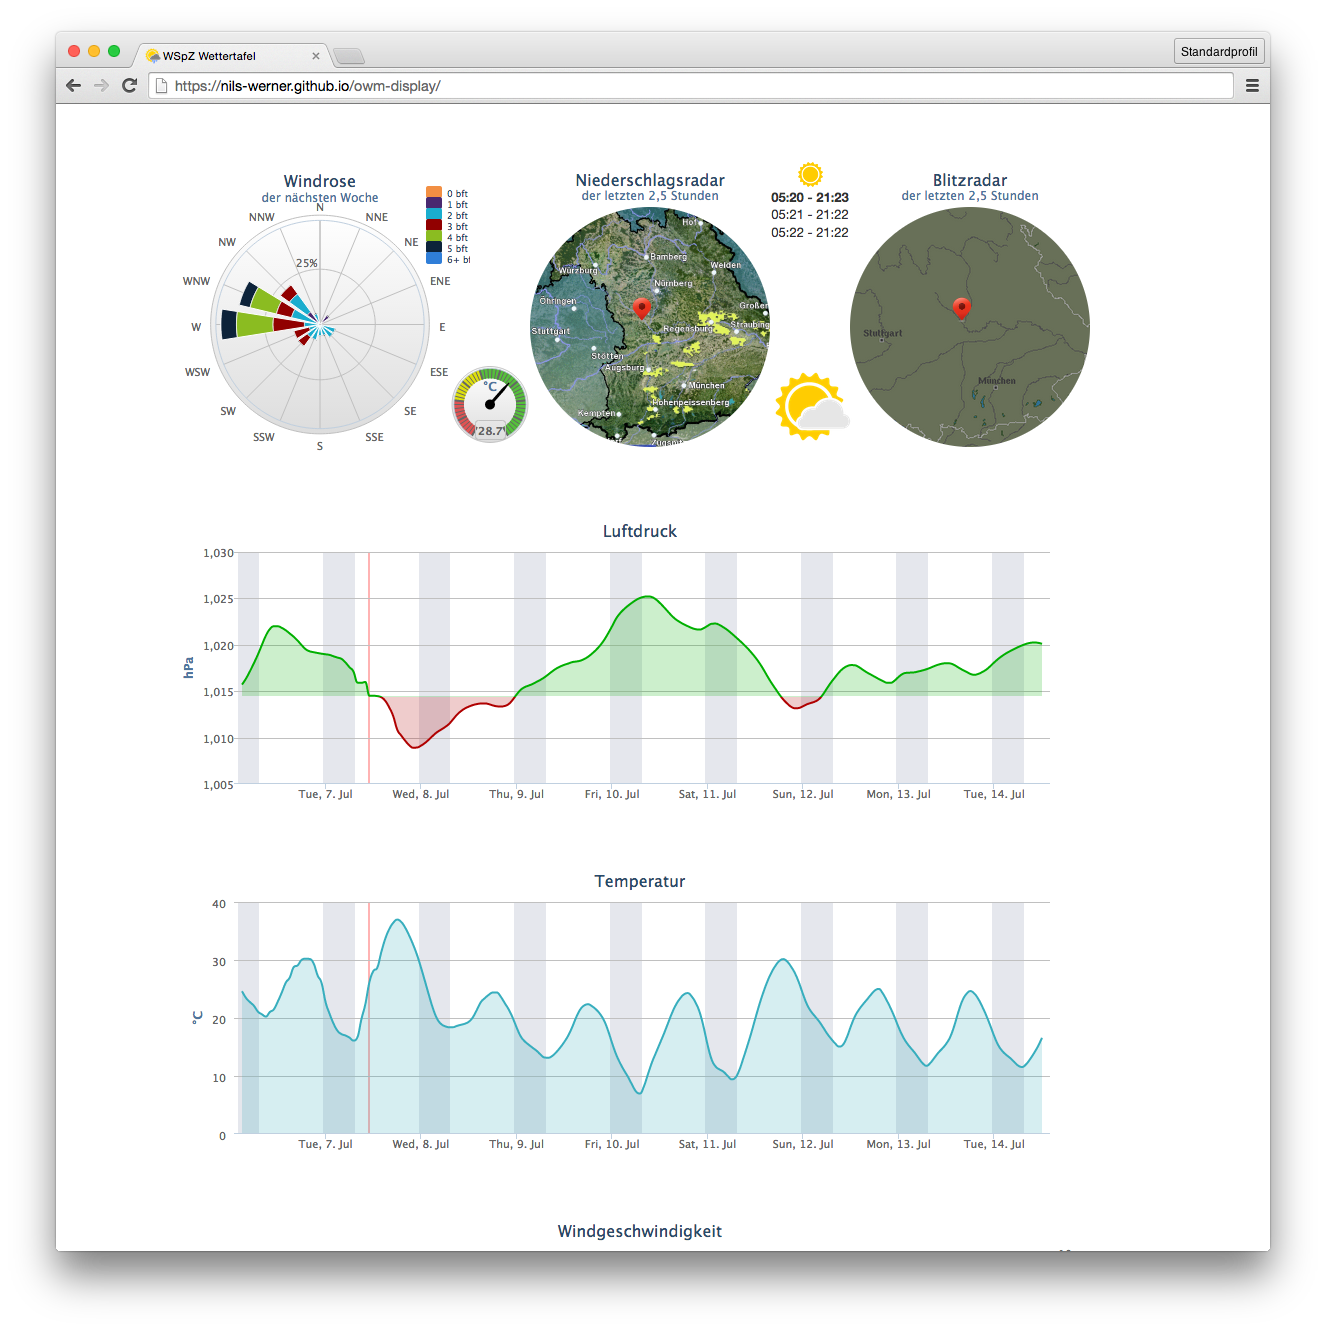 WSpZ Wettertafel
Standardprofil
https://nils-werner.github.io/owm-display/
Windrose
der nächsten Woche
N
NNE
NE
ENE
E
ESE
SE
SSE
S
SSW
SW
WSW
W
WNW
NW
NNW
25%
0 bft
1 bft
2 bft
3 bft
4 bft
5 bft
6+ bf
°C
28.7
Niederschlagsradar
der letzten 2,5 Stunden
Hof
Bamberg
Würzburg
Weiden
Nürnberg
Öhringen
Großer
Regensburg
Straubing
Stuttgart
Stötten
Augsburg
München
Hohenpeissenberg
Kempten
Zugspit
05:20 - 21:23
05:21 - 21:22
05:22 - 21:22
Blitzradar
der letzten 2,5 Stunden
Stuttgart
München
Luftdruck
1,030
1,025
1,020
1,015
1,010
1,005
hPa
Tue, 7. Jul Wed, 8. Jul Thu, 9. Jul Fri, 10. Jul Sat, 11. Jul Sun, 12. Jul Mon, 13. Jul Tue, 14. Jul
Temperatur
40
30
20
10
0
°C
Tue, 7. Jul Wed, 8. Jul Thu, 9. Jul Fri, 10. Jul Sat, 11. Jul Sun, 12. Jul Mon, 13. Jul Tue, 14. Jul
Windgeschwindigkeit